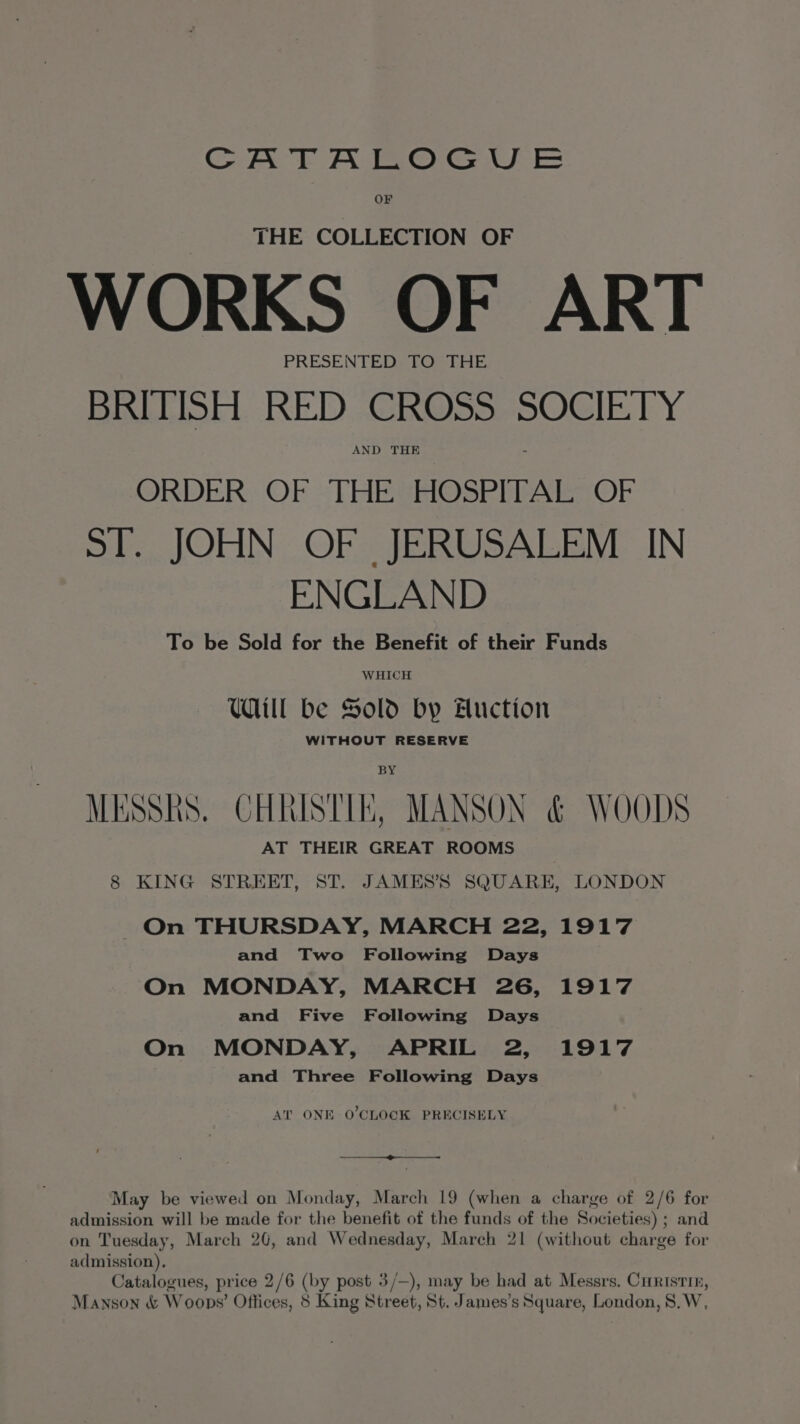 CATALOGUE
OF
THE COLLECTION OF
WORKS OF ART
PRESENTED TO THE
BRITISH RED CROSS SOCIETY
AND THE
ORDER OF THE HOSPITAL OF
ST. JOHN OF JERUSALEM IN
ENGLAND
To be Sold for the Benefit of their Funds
WHICH
Will be Sold by Auction
WITHOUT RESERVE
BY
MESSRS. CHRISTIE, MANSON & WOODS
AT THEIR GREAT ROOMS
8 KING STREET, ST. JAMES'S SQUARE, LONDON
On THURSDAY, MARCH 22, 1917
and Two Following Days
On MONDAY, MARCH 26, 1917
and Five Following Days
On MONDAY, APRIL 2, 1917
and Three Following Days
AT ONE O'CLOCK PRECISELY
May be viewed on Monday, March 19 (when a charge of 2/6 for
admission will be made for the benefit of the funds of the Societies); and
on Tuesday, March 20, and Wednesday, March 21 (without charge for
admission).
Catalogues, price 2/6 (by post 3/–), may be had at Messrs. CHRISTIE,
MANSON & WOODS' Offices, 8 King Street, St. James's Square, London, S.W.